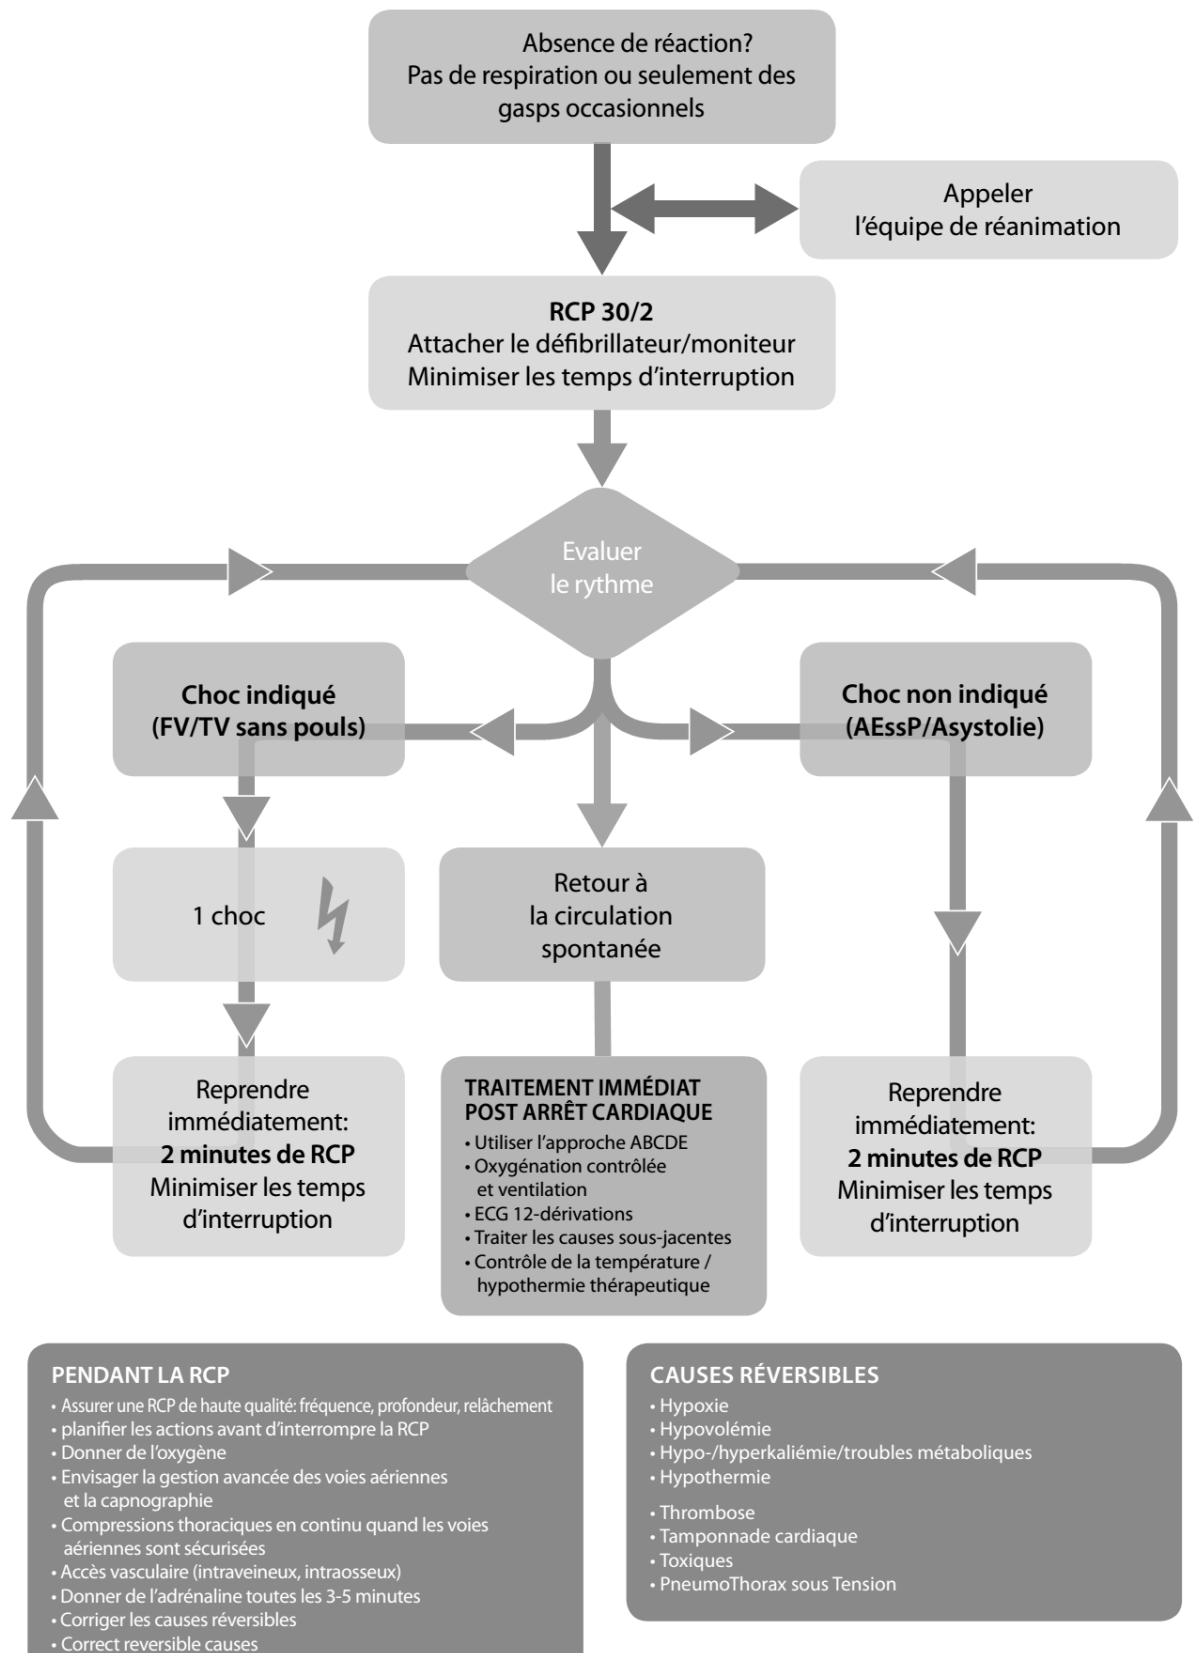 Absence de réaction?
Pas de respiration ou seulement des
gasps occasionnels
Appeler
l'équipe de réanimation
RCP 30/2
Attacher le défibrillateur/moniteur
Minimiser les temps d'interruption
Evaluer
le rythme
Choc indiqué
(FV/TV sans pouls)
Choc non indiqué
(AEssP/Asystolie)
1 choc
Retour à
la circulation
spontanée
Reprendre
immédiatement:
2 minutes de RCP
Minimiser les temps
d'interruption
TRAITEMENT IMMÉDIAT
POST ARRÊT CARDIAQUE
• Utiliser l'approche ABCDE
• Oxygénation contrôlée
et ventilation
• ECG 12-dérivations
• Traiter les causes sous-jacentes
• Contrôle de la température /
hypothermie thérapeutique
Reprendre
immédiatement:
2 minutes de RCP
Minimiser les temps
d'interruption
PENDANT LA RCP
• Assurer une RCP de haute qualité: fréquence, profondeur, relâchement
• planifier les actions avant d'interrompre la RCP
• Donner de l'oxygène
• Envisager la gestion avancée des voies aériennes
et la capnographie
• Compressions thoraciques en continu quand les voies
aériennes sont sécurisées
• Accès vasculaire (intraveineux, intraosseux)
• Donner de l'adrénaline toutes les 3-5 minutes
• Corriger les causes réversibles
• Correct reversible causes
CAUSES RÉVERSIBLES
• Hypoxie
• Hypovolémie
• Hypo-/hyperkaliémie/troubles métaboliques
• Hypothermie
• Thrombose
• Tamponnade cardiaque
• Toxiques
• PneumoThorax sous Tension